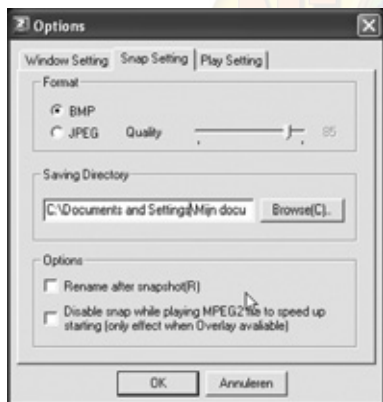 Options
Window Setting Snap Setting Play Setting
Format
BMP
JPEG Quality 85
Saving Directory
C:\Documents and Settings\Mijn docu Browse(C)..
Options
Rename after snapshot(R)
Disable snap while playing MPEG2 file to speed up
starting (only effect when Overlay avaliable)
OK Annuleren